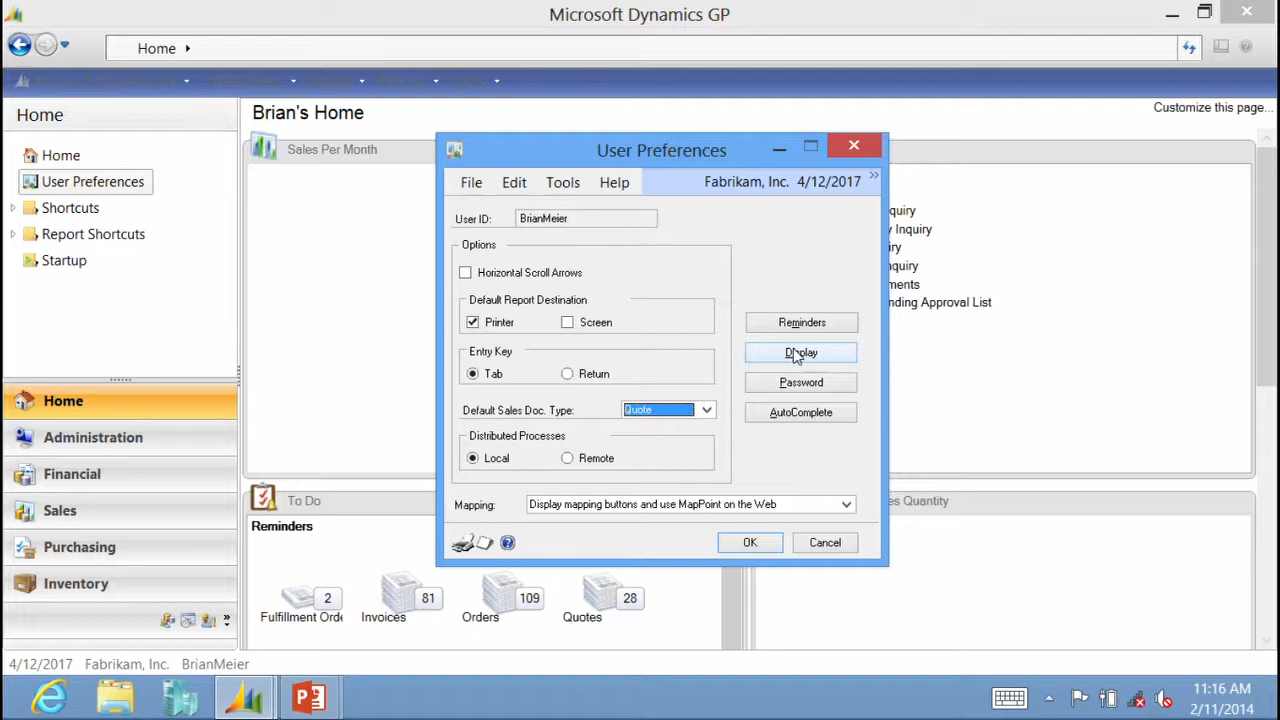 Microsoft Dynamics GP
Home
Home
Brian's Home
Customize this page...
Home
User Preferences
Shortcuts
Report Shortcuts
Startup
Sales Per Month
User Preferences
File Edit Tools Help
Fabrikam, Inc. 4/12/2017
User ID: BrianMeier
Options
Horizontal Scroll Arrows
Default Report Destination
Printer Screen
Entry Key
Tab Return
Default Sales Doc. Type: Quote
Distributed Processes
Local Remote
Mapping: Display mapping buttons and use MapPoint on the Web
Reminders
Display
Password
AutoComplete
OK Cancel
quiry
y Inquiry
iry
quiry
ments
nding Approval List
Home
Administration
Financial
Sales
Purchasing
Inventory
To Do
es Quantity
Reminders
2 81 109 28
Fulfillment Orde Invoices Orders Quotes
4/12/2017 Fabrikam, Inc. BrianMeier
11:16 AM
2/11/2014